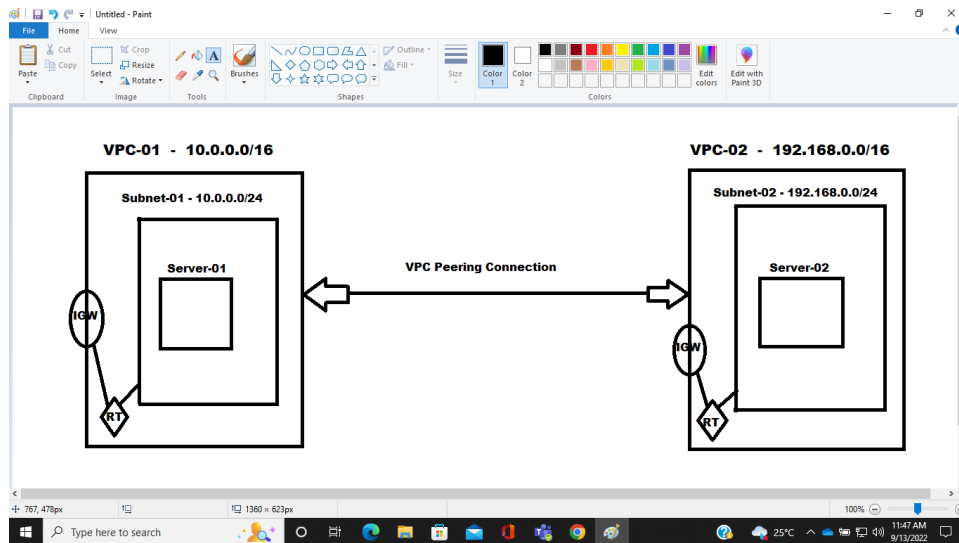 Untitled - Paint
File Home View
Paste
Cut
Copy
Clipboard
Select
Crop
Resize
Rotate
Image
A
Tools
Brushes
Outline
Fill
Shapes
Size
Color 1
Color 2
Edit colors
Colors
Edit with Paint 3D
VPC-01 - 10.0.0.0/16
VPC-02 - 192.168.0.0/16
Subnet-01 - 10.0.0.0/24
Subnet-02 - 192.168.0.0/24
Server-01
VPC Peering Connection
Server-02
IGW
IGW
RT
RT
767, 478px
1360 × 623px
100%
Type here to search
25°C
11:47 AM
9/13/2022